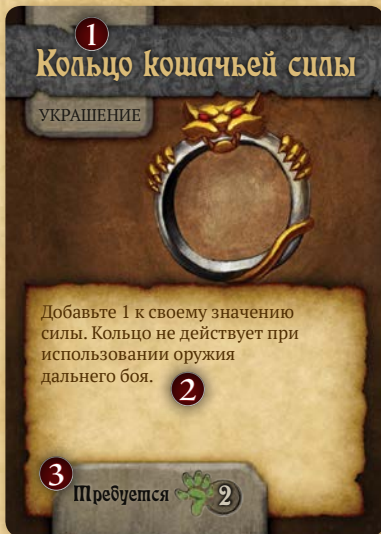 1
Кольцо кошачьей силы
УКРАШЕНИЕ
Добавьте 1 к своему значению
силы. Кольцо не действует при
использовании оружия
дальнего боя.
2
3
Требуется 2